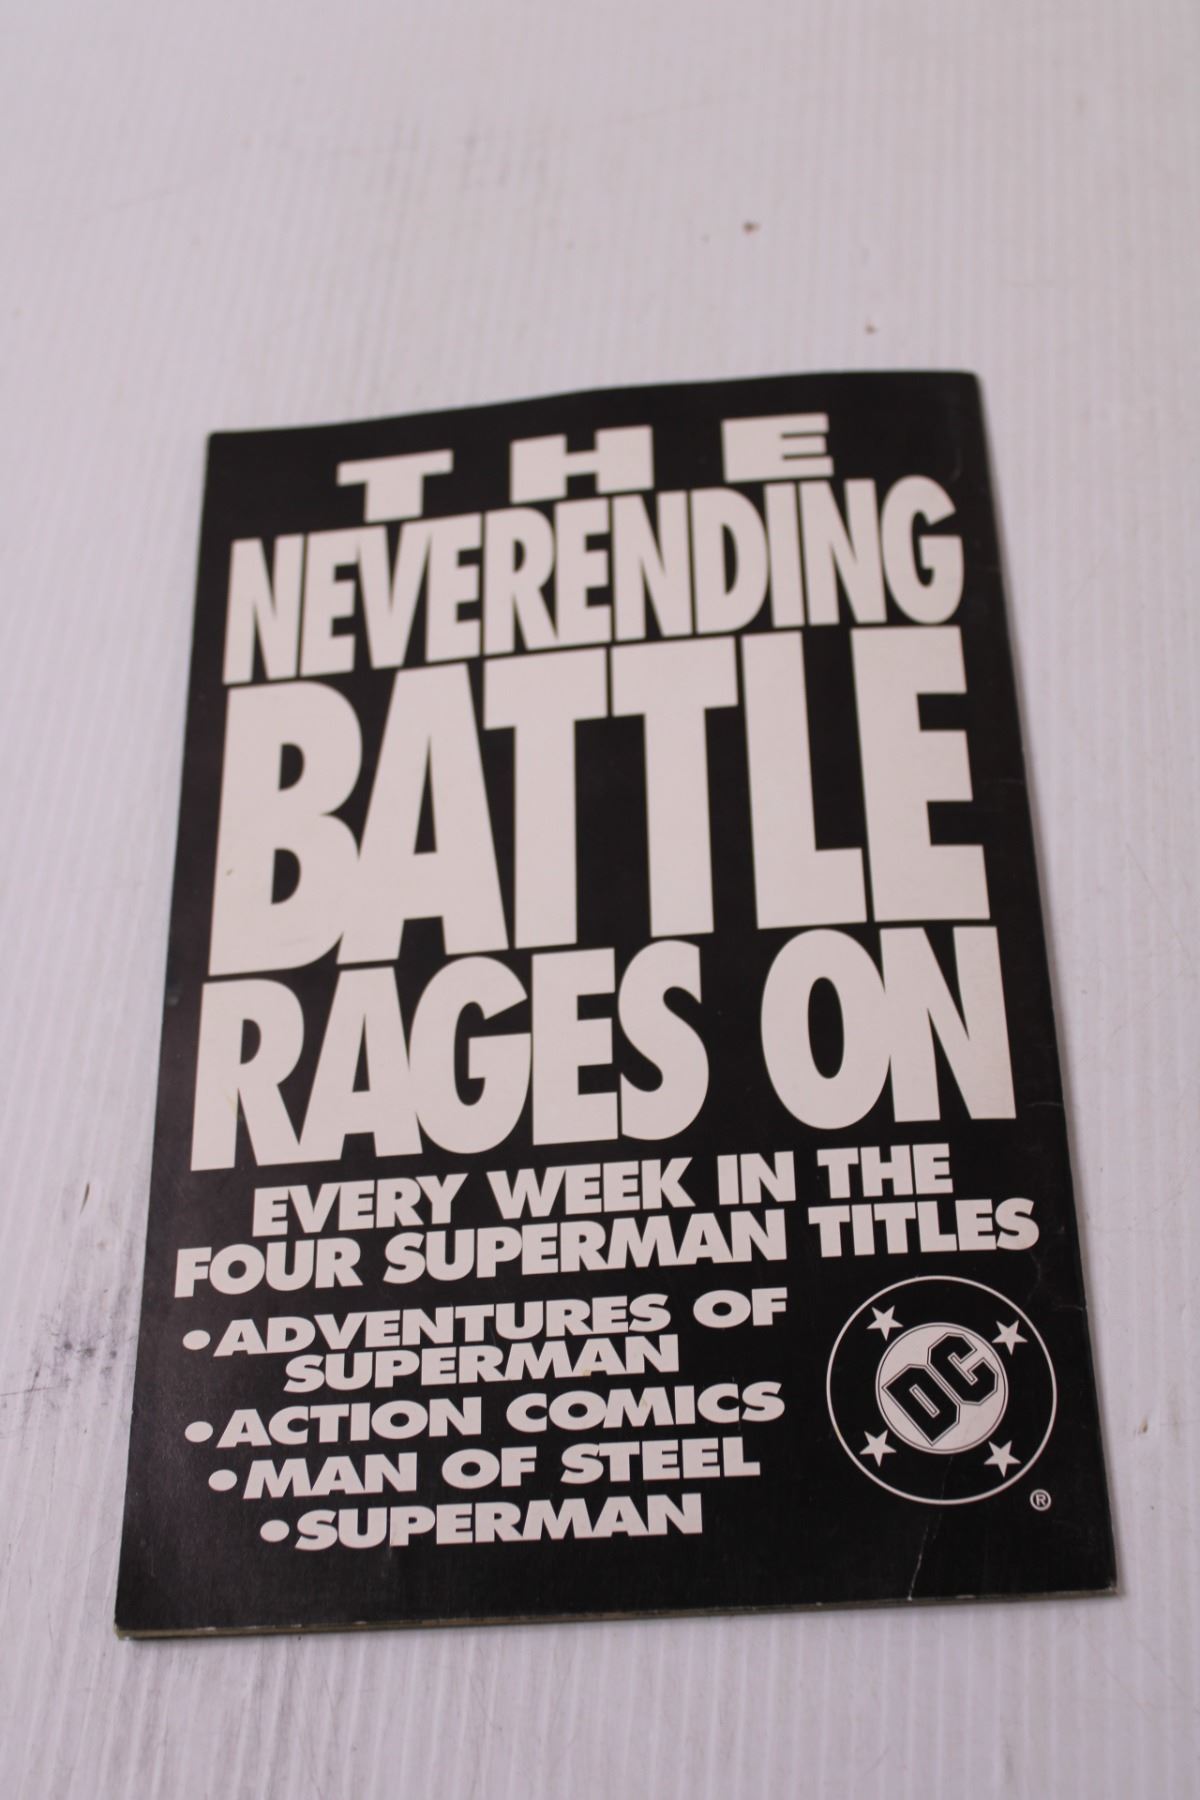 THE
NEVERENDING
BATTLE
RAGES ON
EVERY WEEK IN THE
FOUR SUPERMAN TITLES
•ADVENTURES OF
SUPERMAN
•ACTION COMICS
•MAN OF STEEL
•SUPERMAN
DC
®